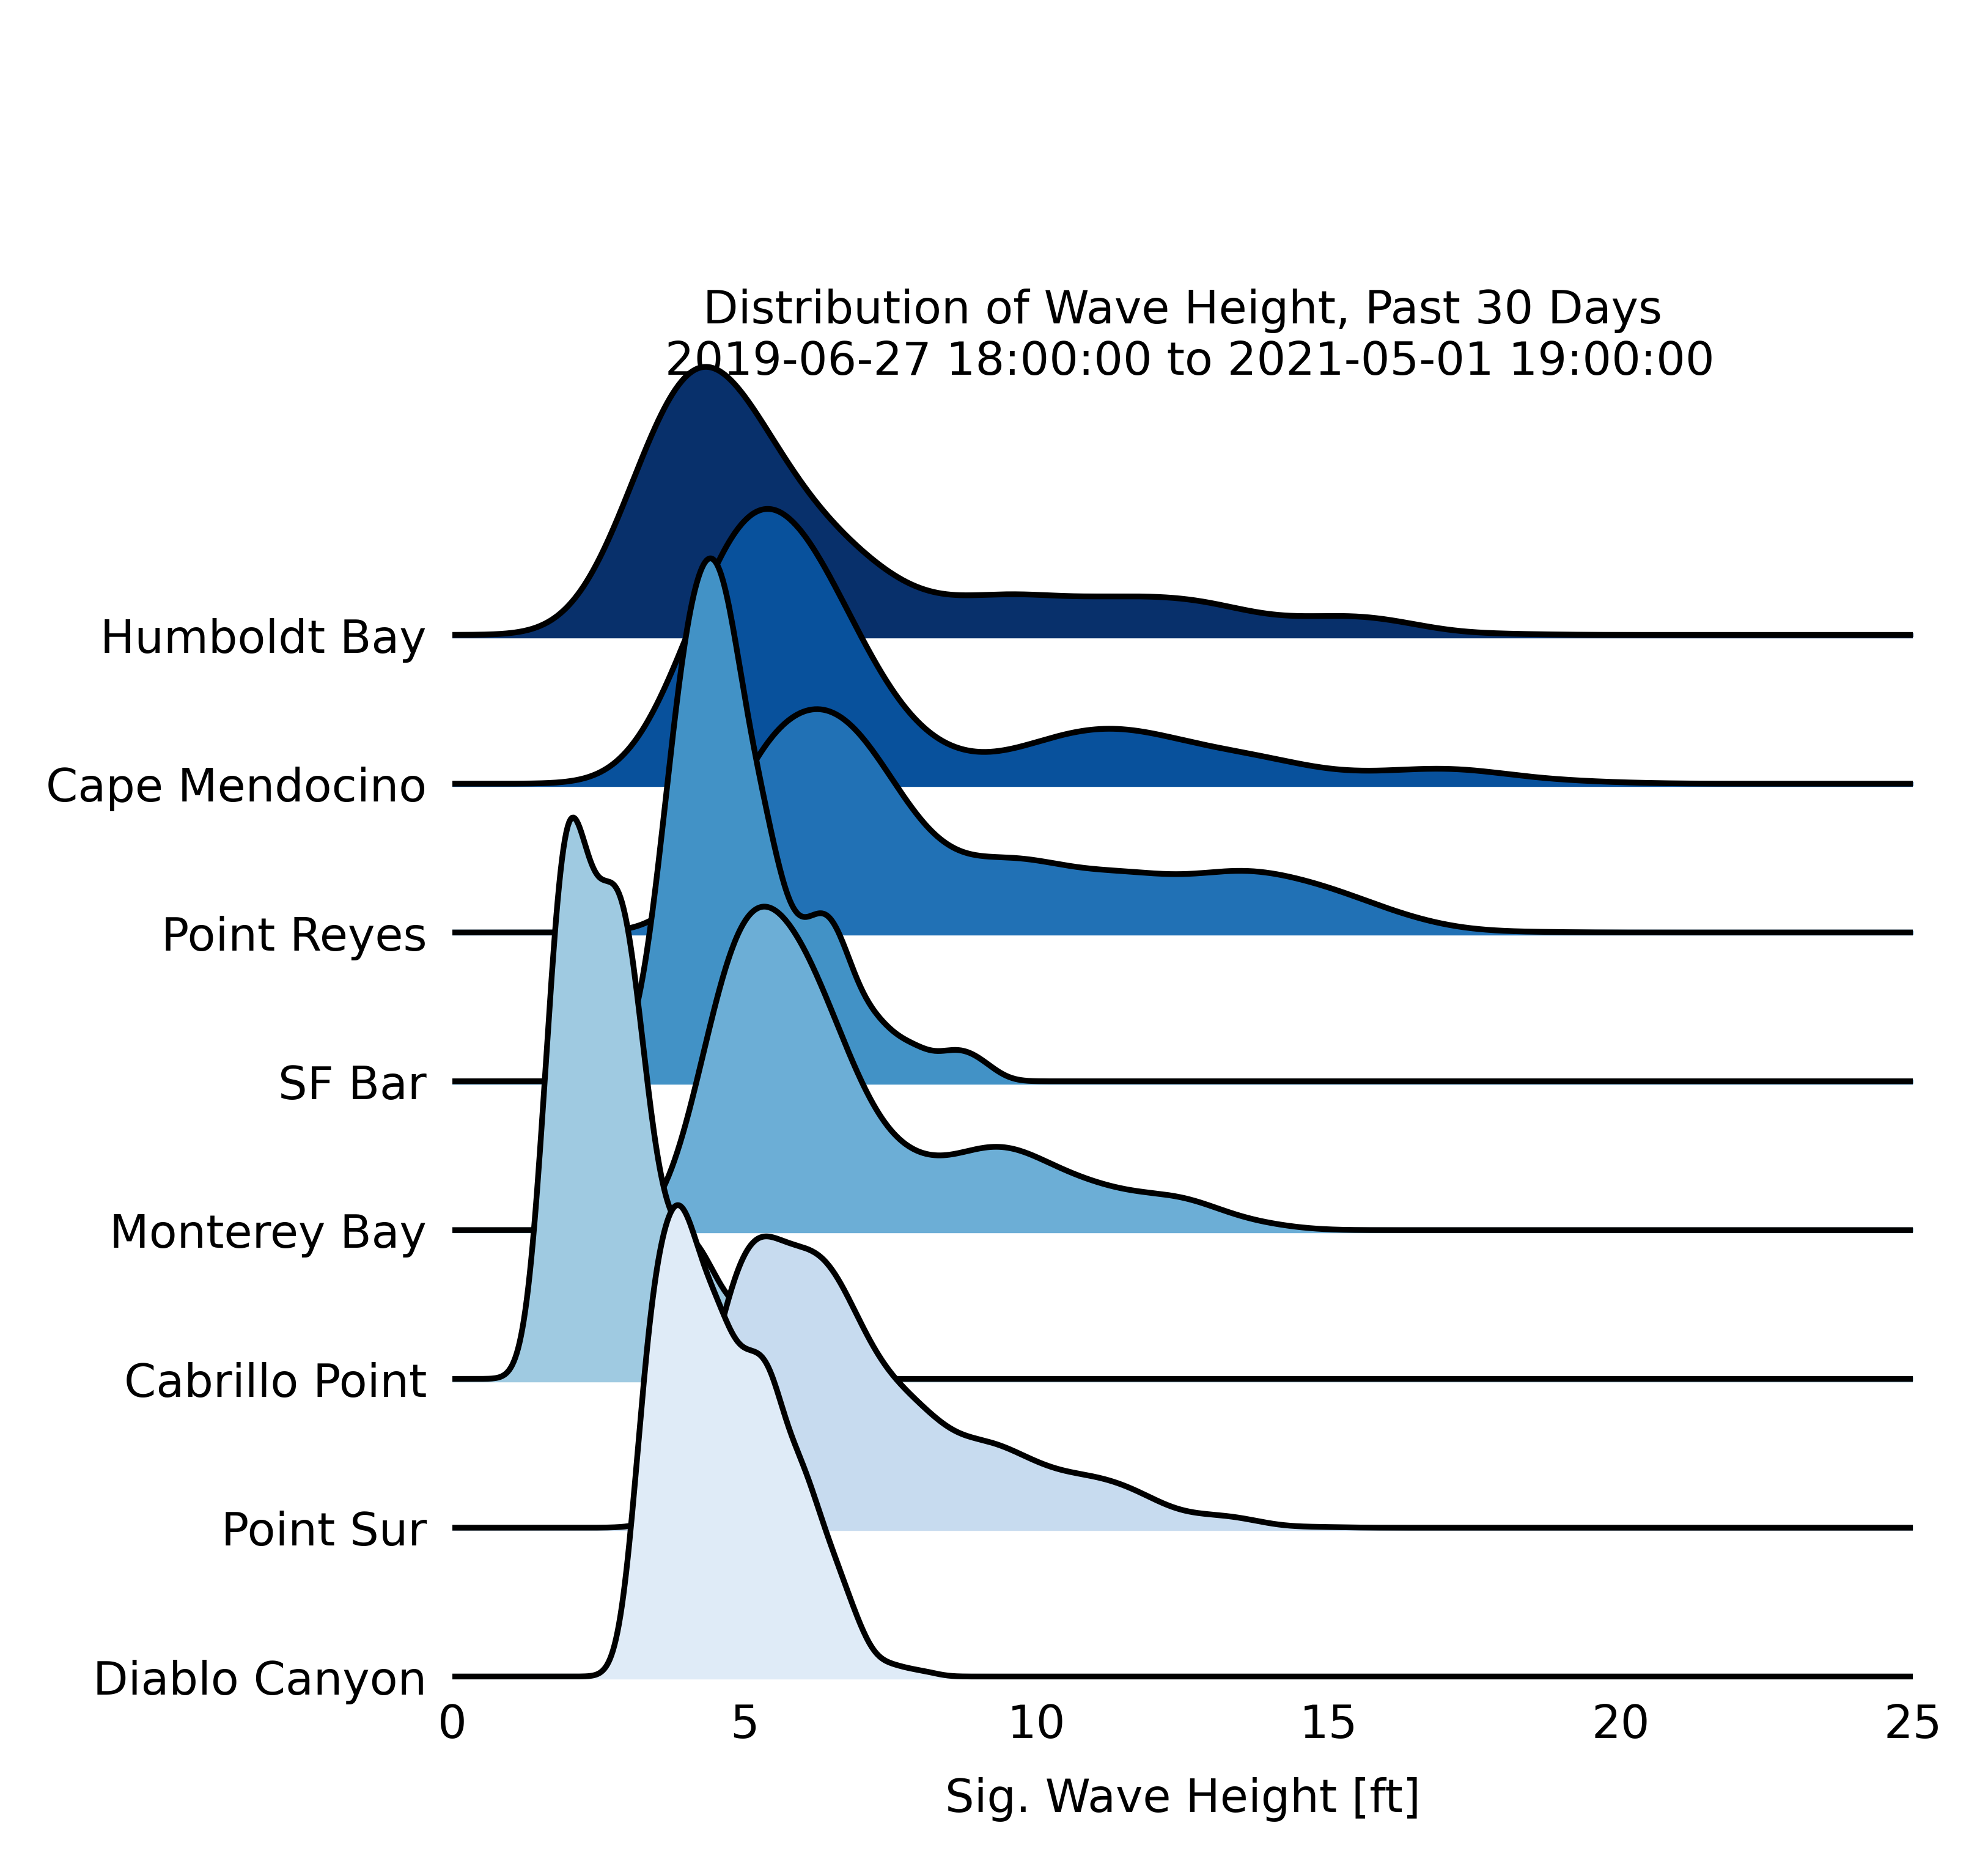 Distribution of Wave Height, Past 30 Days
2019-06-27 18:00:00 to 2021-05-01 19:00:00
Humboldt Bay
Cape Mendocino
Point Reyes
SF Bar
Monterey Bay
Cabrillo Point
Point Sur
Diablo Canyon
0 5 10 15 20 25
Sig. Wave Height [ft]